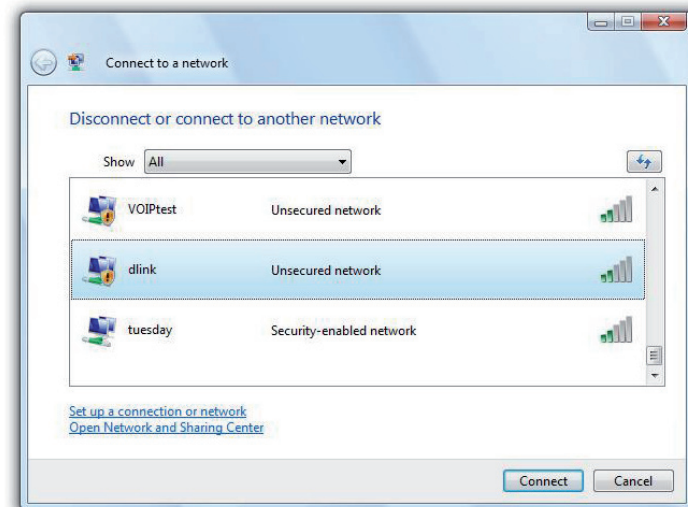 Connect to a network
Disconnect or connect to another network
Show All
VOIPtest Unsecured network
dlink Unsecured network
tuesday Security-enabled network
Set up a connection or network
Open Network and Sharing Center
Connect Cancel